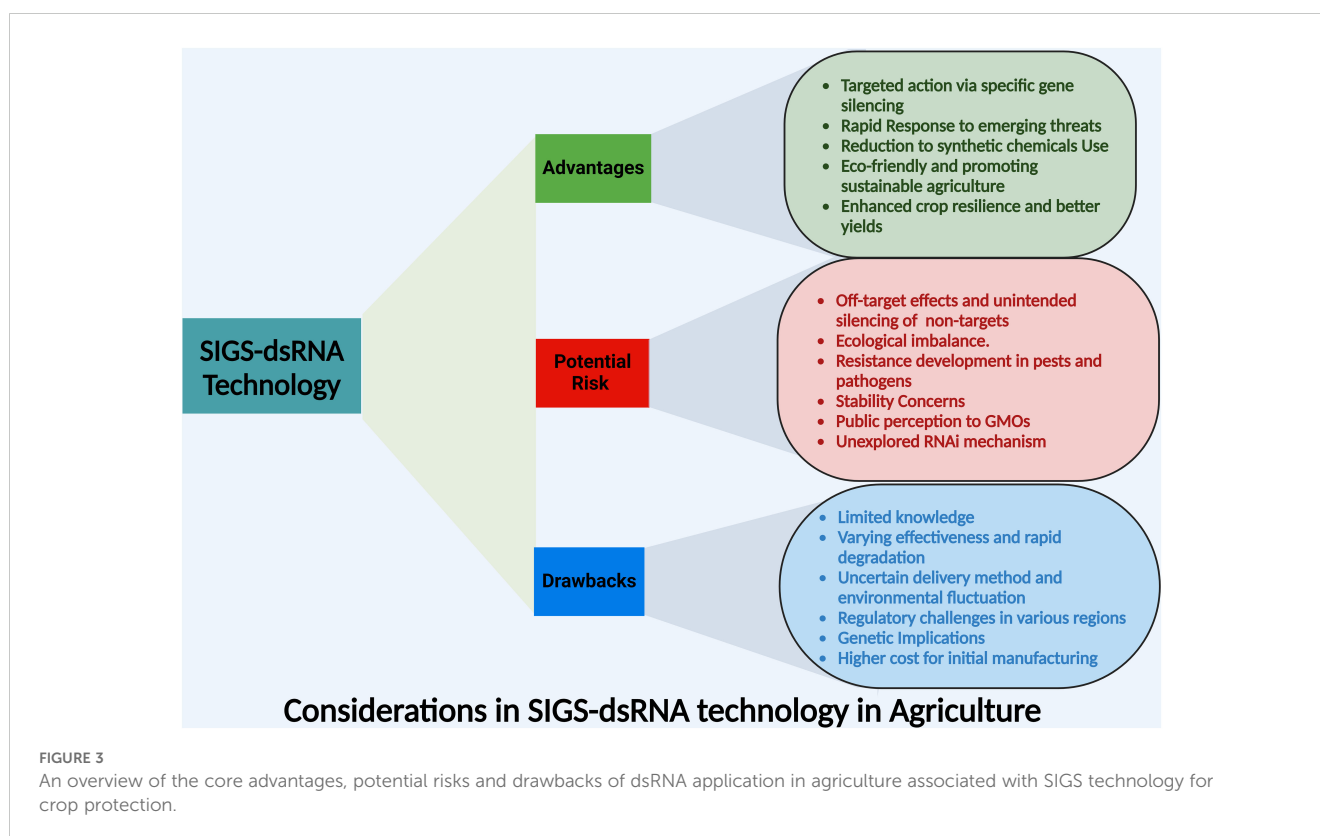 SIGS-dsRNA
Technology
Advantages
• Targeted action via specific gene
silencing
• Rapid Response to emerging threats
• Reduction to synthetic chemicals Use
• Eco-friendly and promoting
sustainable agriculture
• Enhanced crop resilience and better
yields
Potential
Risk
• Off-target effects and unintended
silencing of  non-targets
• Ecological imbalance.
• Resistance development in pests and
pathogens
• Stability Concerns
• Public perception to GMOs
• Unexplored RNAi mechanism
Drawbacks
• Limited knowledge
• Varying effectiveness and rapid
degradation
• Uncertain delivery method and
environmental fluctuation
• Regulatory challenges in various regions
• Genetic Implications
• Higher cost for initial manufacturing
Considerations in SIGS-dsRNA technology in Agriculture
FIGURE 3
An overview of the core advantages, potential risks and drawbacks of dsRNA application in agriculture associated with SIGS technology for
crop protection.